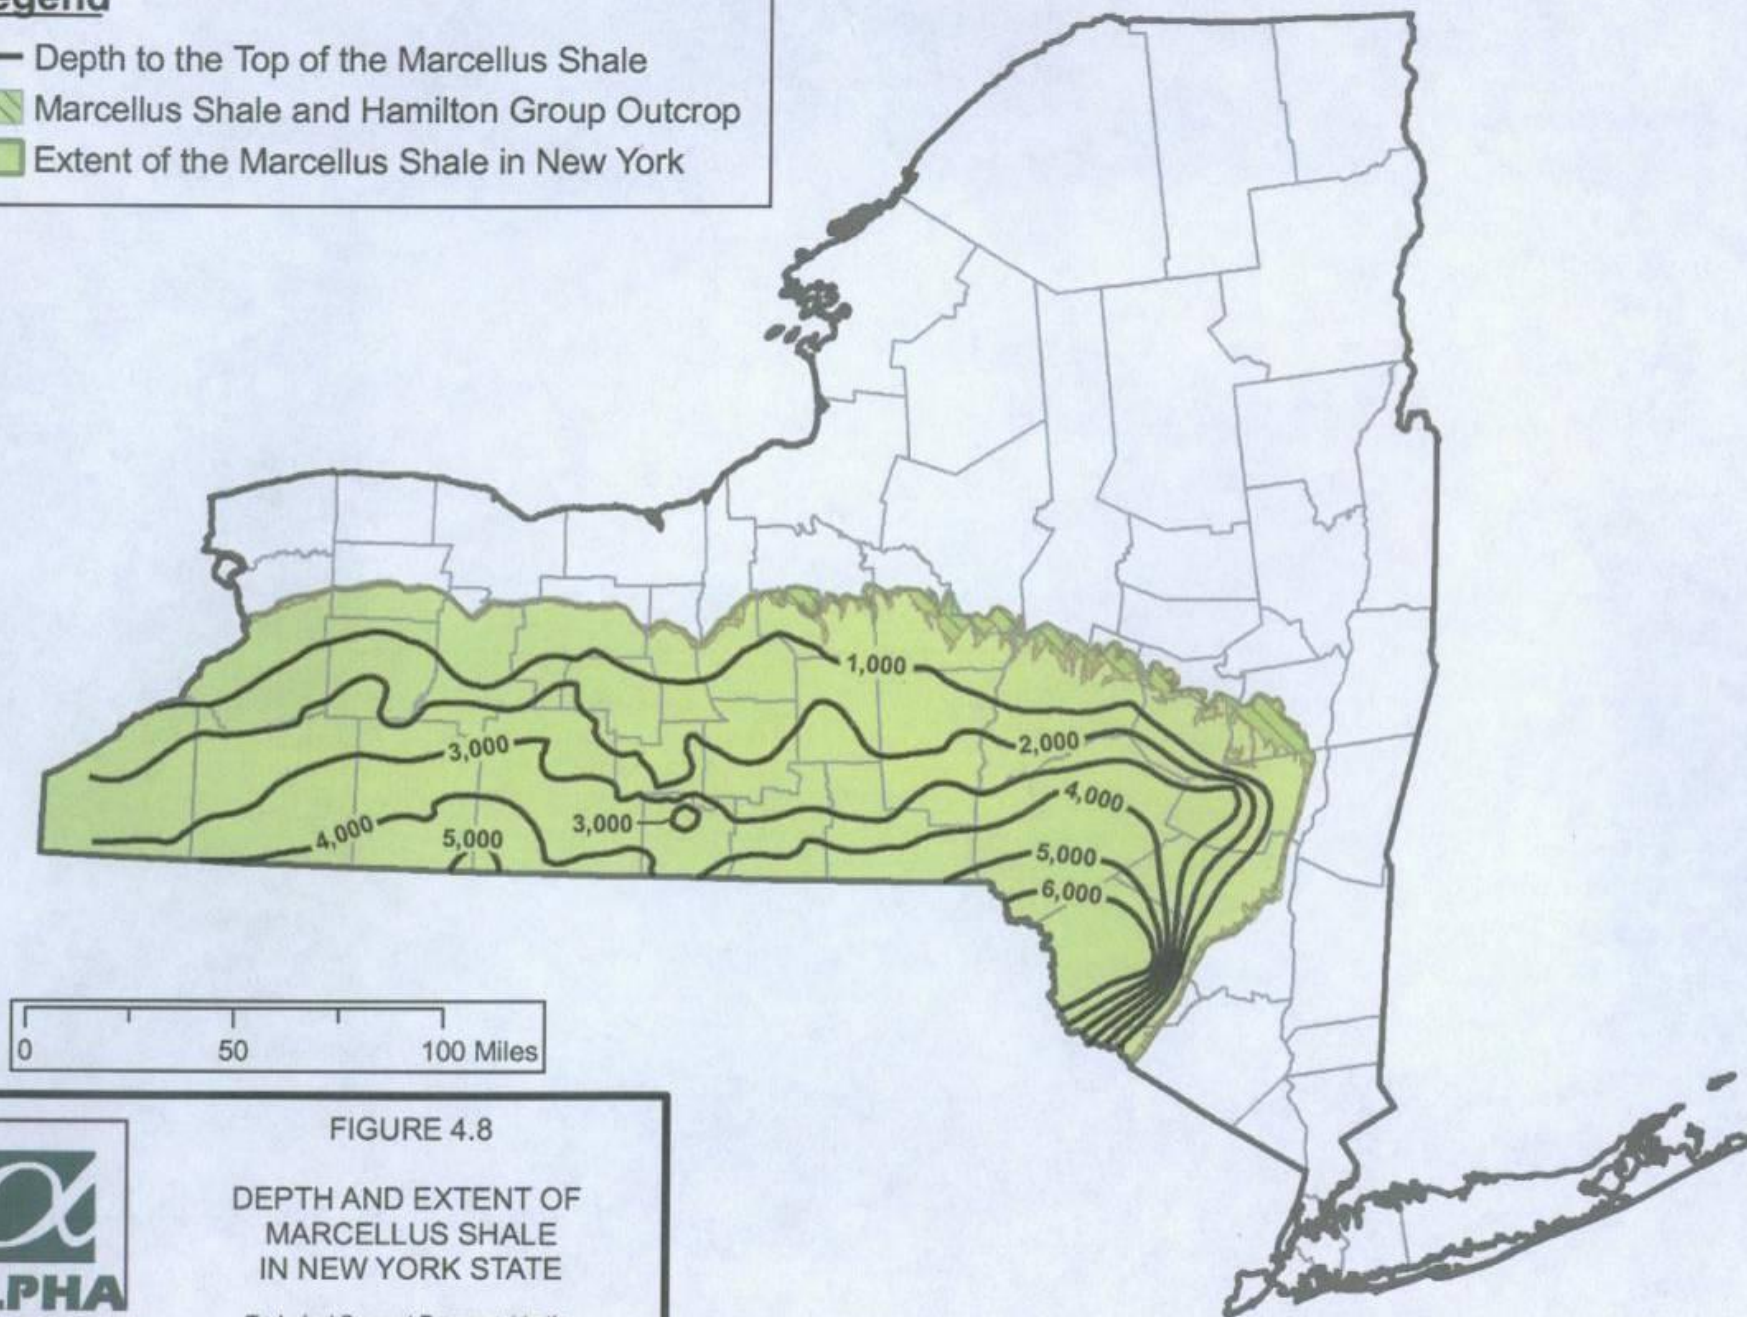 Depth to the Top of the Marcellus Shale
Marcellus Shale and Hamilton Group Outcrop
Extent of the Marcellus Shale in New York
1,000
2,000
3,000
4,000
3,000
4,000
5,000
5,000
6,000
0 50 100 Miles
FIGURE 4.8
DEPTH AND EXTENT OF
MARCELLUS SHALE
IN NEW YORK STATE
LPHA